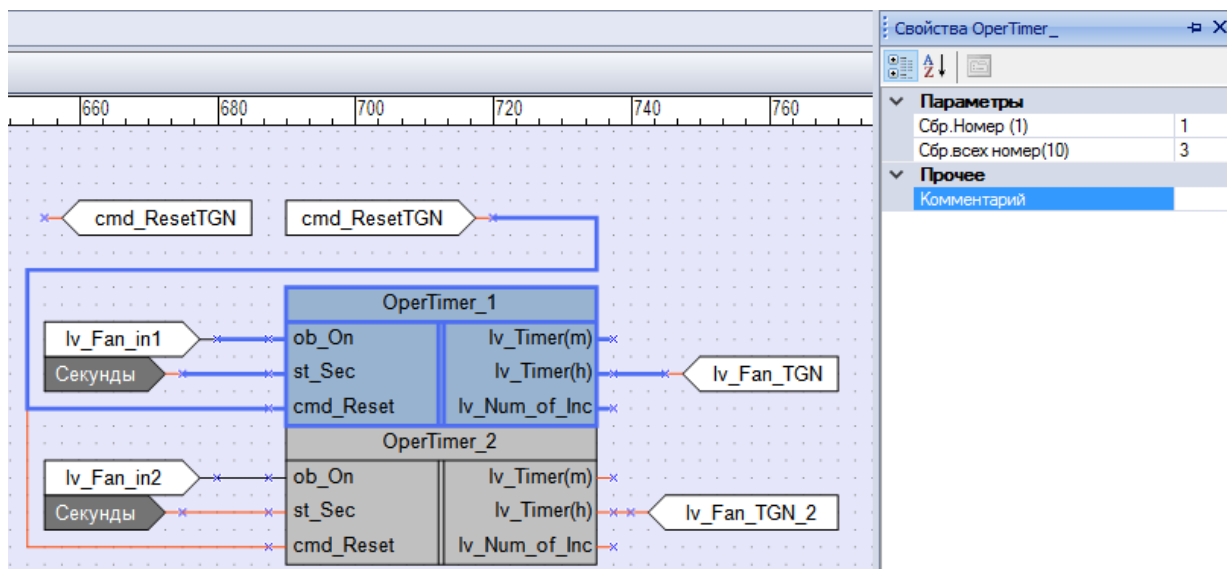 Свойства OperTimer_
660 680 700 720 740 760
Параметры
Сбр.Номер (1) 1
Сбр.всех номер(10) 3
Прочее
Комментарий
cmd_ResetTGN cmd_ResetTGN
OperTimer_1
lv_Fan_in1 ob_On lv_Timer(m)
Секунды st_Sec lv_Timer(h) lv_Fan_TGN
cmd_Reset lv_Num_of_Inc
OperTimer_2
lv_Fan_in2 ob_On lv_Timer(m)
Секунды st_Sec lv_Timer(h) lv_Fan_TGN_2
cmd_Reset lv_Num_of_Inc